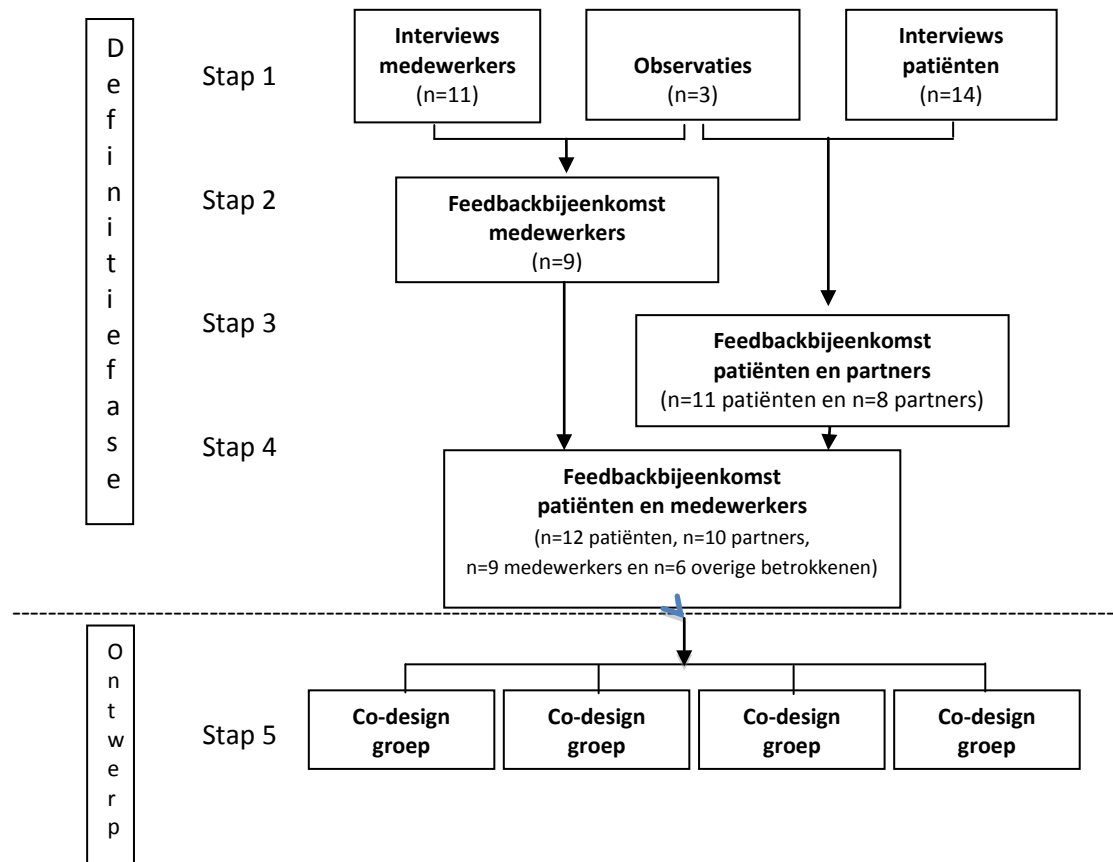 Definitiefase
Stap 1
Interviews
medewerkers
(n=11)
Observaties
(n=3)
Interviews
patiënten
(n=14)
Stap 2
Feedbackbijeenkomst
medewerkers
(n=9)
Stap 3
Feedbackbijeenkomst
patiënten en partners
(n=11 patiënten en n=8 partners)
Stap 4
Feedbackbijeenkomst
patiënten en medewerkers
(n=12 patiënten, n=10 partners,
n=9 medewerkers en n=6 overige betrokkenen)
Ontwerp
Stap 5
Co-design
groep
Co-design
groep
Co-design
groep
Co-design
groep